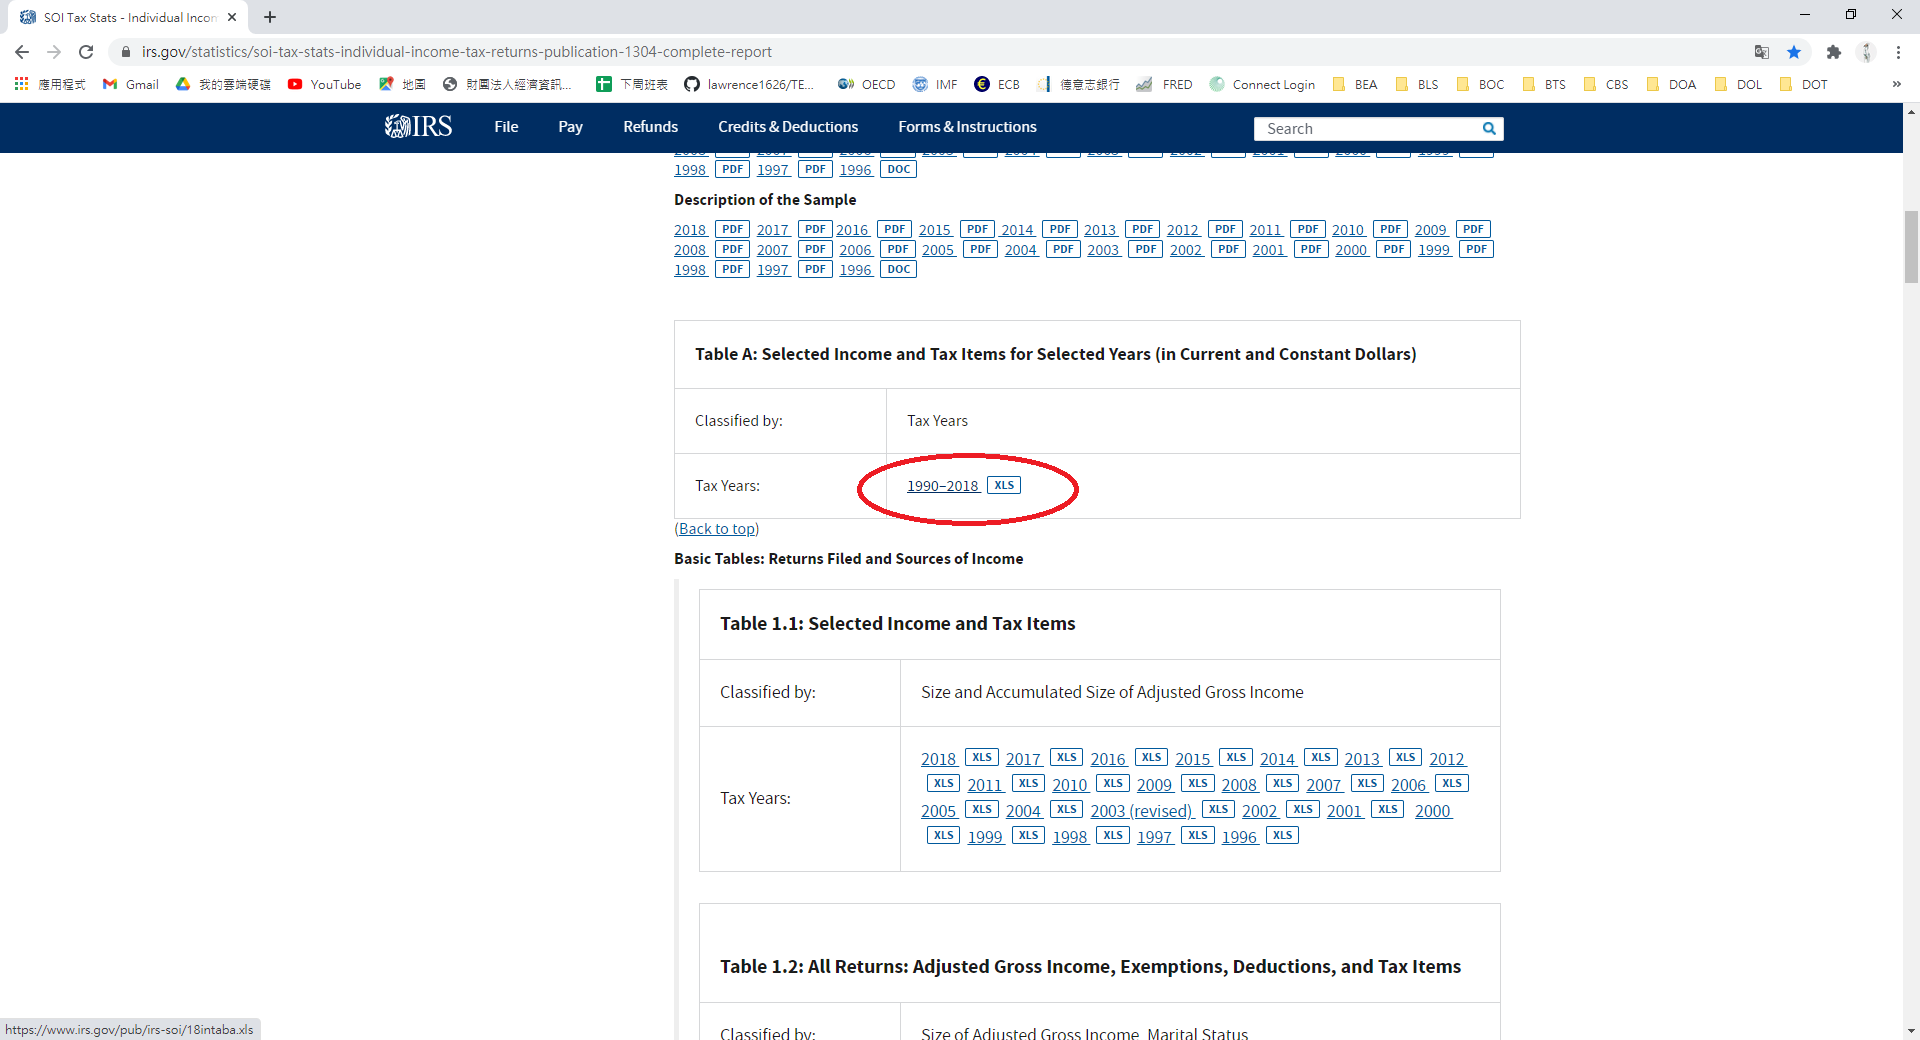 SOI Tax Stats - Individual Incom
irs.gov/statistics/soi-tax-stats-individual-income-tax-returns-publication-1304-complete-report
應用程式 Gmail 我的雲端硬碟 YouTube 地圖 財團法人經濟資訊... 下周班表 lawrence1626/TE... OECD IMF ECB 德意志銀行 FRED Connect Login BEA BLS BOC BTS CBS DOA DOL DOT »
IRS File Pay Refunds Credits & Deductions Forms & Instructions Search
1998 PDF 1997 PDF 1996 DOC
Description of the Sample
2018 PDF 2017 PDF 2016 PDF 2015 PDF 2014 PDF 2013 PDF 2012 PDF 2011 PDF 2010 PDF 2009 PDF
2008 PDF 2007 PDF 2006 PDF 2005 PDF 2004 PDF 2003 PDF 2002 PDF 2001 PDF 2000 PDF 1999 PDF
1998 PDF 1997 PDF 1996 DOC
Table A: Selected Income and Tax Items for Selected Years (in Current and Constant Dollars)
Classified by: Tax Years
Tax Years: 1990–2018 XLS
(Back to top)
Basic Tables: Returns Filed and Sources of Income
Table 1.1: Selected Income and Tax Items
Classified by: Size and Accumulated Size of Adjusted Gross Income
Tax Years:
2018 XLS 2017 XLS 2016 XLS 2015 XLS 2014 XLS 2013 XLS 2012
XLS 2011 XLS 2010 XLS 2009 XLS 2008 XLS 2007 XLS 2006 XLS
2005 XLS 2004 XLS 2003 (revised) XLS 2002 XLS 2001 XLS 2000
XLS 1999 XLS 1998 XLS 1997 XLS 1996 XLS
Table 1.2: All Returns: Adjusted Gross Income, Exemptions, Deductions, and Tax Items
Classified by: Size of Adjusted Gross Income, Marital Status
https://www.irs.gov/pub/irs-soi/18intaba.xls